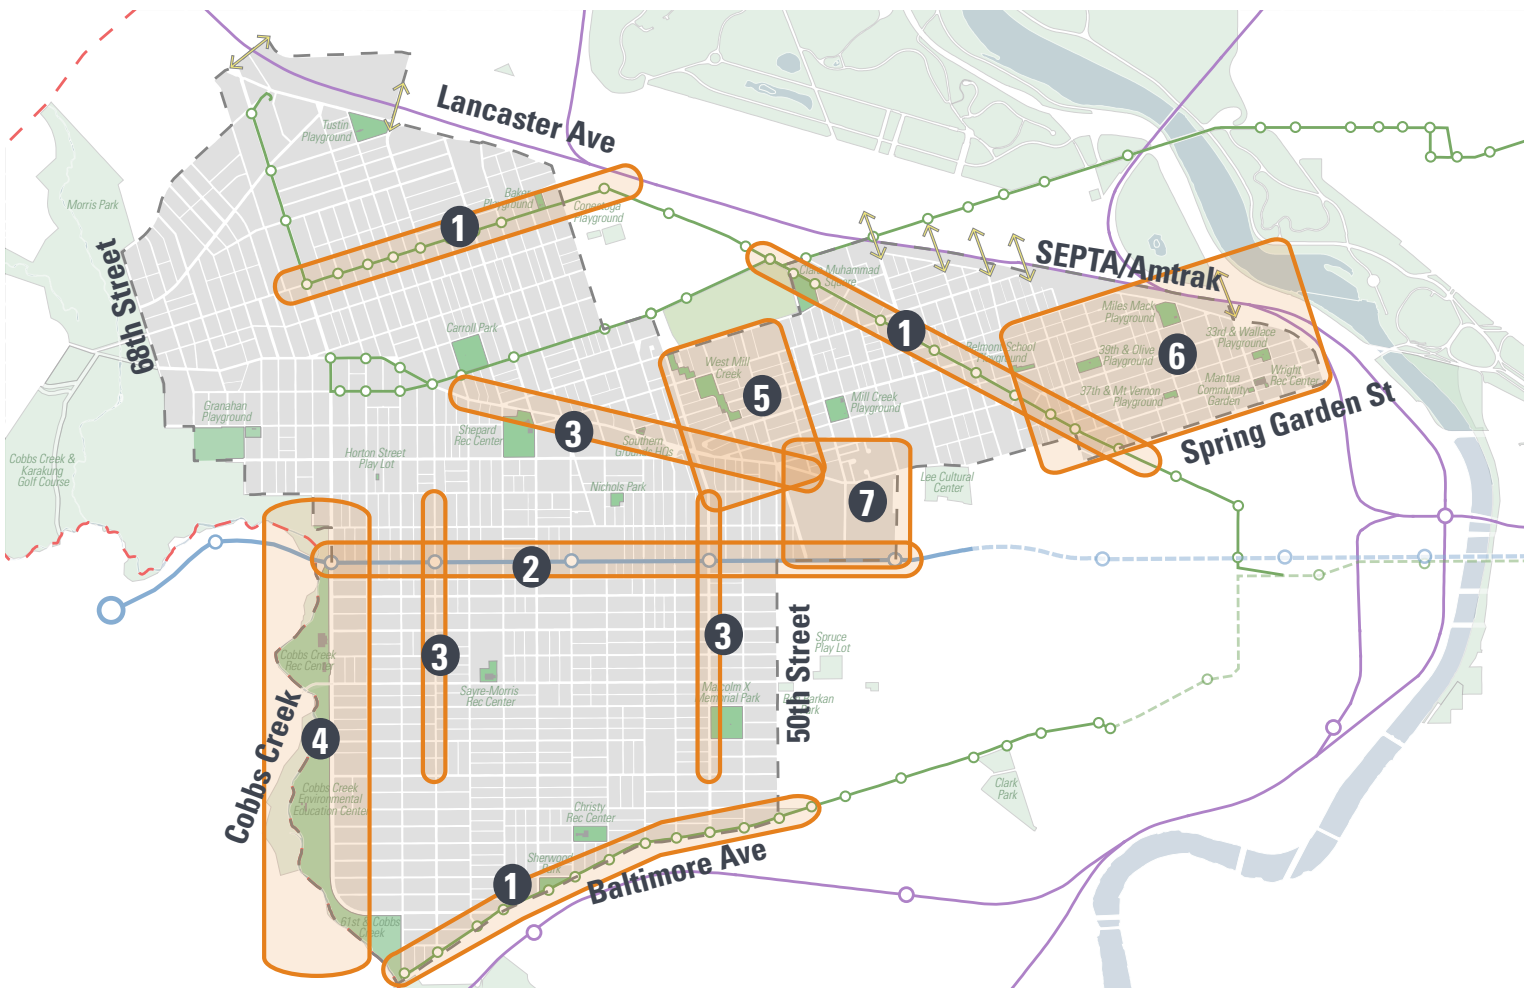 Lancaster Ave
Tustin
Playground
Morris Park
68th Street
Baker
Playground
Conestoga
Playground
1
SEPTA/Amtrak
Clara Muhammad
Square
Miles Mack
Playground
33rd & Wallace
Playground
1
Belmont School
Playground
39th & Olive
Playground
6
Wright
Rec Center
Mantua
Community
Garden
37th & Mt Vernon
Playground
Carroll Park
West Mill
Creek
5
Mill Creek
Playground
Spring Garden St
Granahan
Playground
Shepard
Rec Center
3
Southern
Grounds HQs
Cobbs Creek &
Karakung
Golf Course
Horton Street
Play Lot
Nichols Park
7
Lee Cultural
Center
2
Cobbs Creek
Rec Center
3
3
Spruce
Play Lot
Sayre-Morris
Rec Center
Malcolm X
Memorial Park
50th Street
Barkan
Park
Cobbs Creek
4
Cobbs Creek
Environmental
Education Center
Clark
Park
Christy
Rec Center
Sherwood
Park
1
Baltimore Ave
61st & Cobbs
Creek